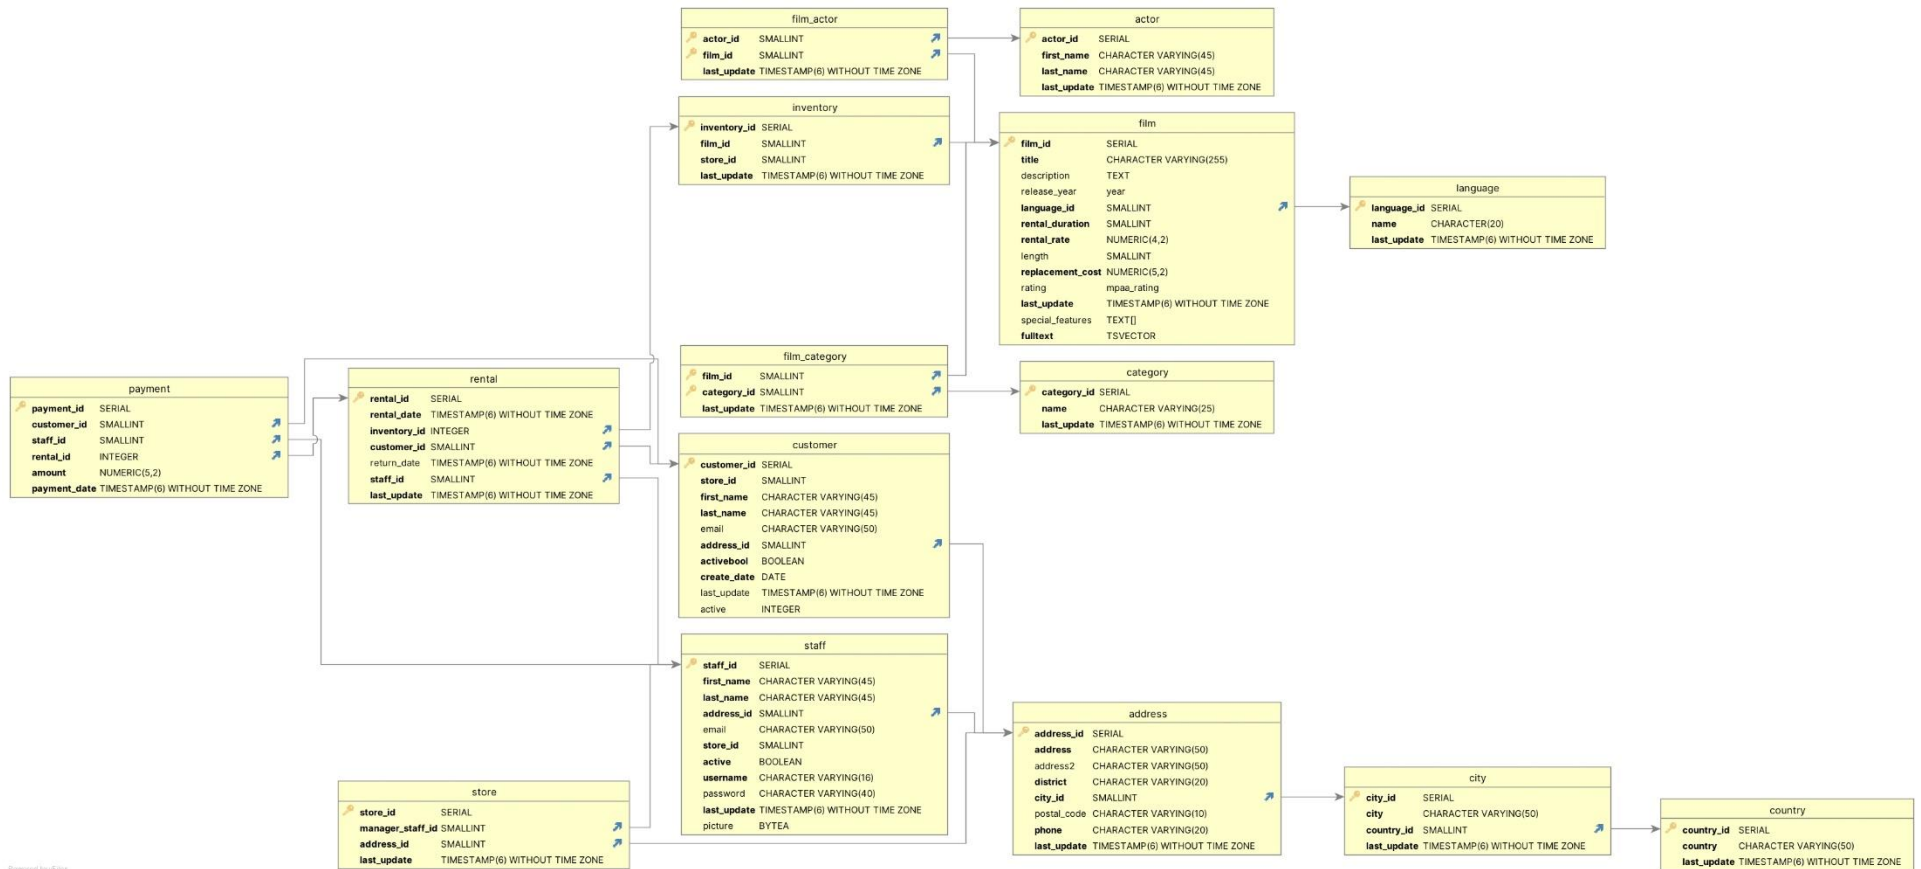 film_actor
actor_id SMALLINT
film_id SMALLINT
last_update TIMESTAMP(6) WITHOUT TIME ZONE
actor
actor_id SERIAL
first_name CHARACTER VARYING(45)
last_name CHARACTER VARYING(45)
last_update TIMESTAMP(6) WITHOUT TIME ZONE
inventory
inventory_id SERIAL
film_id SMALLINT
store_id SMALLINT
last_update TIMESTAMP(6) WITHOUT TIME ZONE
film
film_id SERIAL
title CHARACTER VARYING(255)
description TEXT
release_year year
language_id SMALLINT
rental_duration SMALLINT
rental_rate NUMERIC(4,2)
length SMALLINT
replacement_cost NUMERIC(5,2)
rating mpaa_rating
last_update TIMESTAMP(6) WITHOUT TIME ZONE
special_features TEXT[]
fulltext TSVECTOR
language
language_id SERIAL
name CHARACTER(20)
last_update TIMESTAMP(6) WITHOUT TIME ZONE
payment
payment_id SERIAL
customer_id SMALLINT
staff_id SMALLINT
rental_id INTEGER
amount NUMERIC(5,2)
payment_date TIMESTAMP(6) WITHOUT TIME ZONE
rental
rental_id SERIAL
rental_date TIMESTAMP(6) WITHOUT TIME ZONE
inventory_id INTEGER
customer_id SMALLINT
return_date TIMESTAMP(6) WITHOUT TIME ZONE
staff_id SMALLINT
last_update TIMESTAMP(6) WITHOUT TIME ZONE
film_category
film_id SMALLINT
category_id SMALLINT
last_update TIMESTAMP(6) WITHOUT TIME ZONE
category
category_id SERIAL
name CHARACTER VARYING(25)
last_update TIMESTAMP(6) WITHOUT TIME ZONE
customer
customer_id SERIAL
store_id SMALLINT
first_name CHARACTER VARYING(45)
last_name CHARACTER VARYING(45)
email CHARACTER VARYING(50)
address_id SMALLINT
activebool BOOLEAN
create_date DATE
last_update TIMESTAMP(6) WITHOUT TIME ZONE
active INTEGER
staff
staff_id SERIAL
first_name CHARACTER VARYING(45)
last_name CHARACTER VARYING(45)
address_id SMALLINT
email CHARACTER VARYING(50)
store_id SMALLINT
active BOOLEAN
username CHARACTER VARYING(16)
password CHARACTER VARYING(40)
last_update TIMESTAMP(6) WITHOUT TIME ZONE
picture BYTEA
store
store_id SERIAL
manager_staff_id SMALLINT
address_id SMALLINT
last_update TIMESTAMP(6) WITHOUT TIME ZONE
address
address_id SERIAL
address CHARACTER VARYING(50)
address2 CHARACTER VARYING(50)
district CHARACTER VARYING(20)
city_id SMALLINT
postal_code CHARACTER VARYING(10)
phone CHARACTER VARYING(20)
last_update TIMESTAMP(6) WITHOUT TIME ZONE
city
city_id SERIAL
city CHARACTER VARYING(50)
country_id SMALLINT
last_update TIMESTAMP(6) WITHOUT TIME ZONE
country
country_id SERIAL
country CHARACTER VARYING(50)
last_update TIMESTAMP(6) WITHOUT TIME ZONE